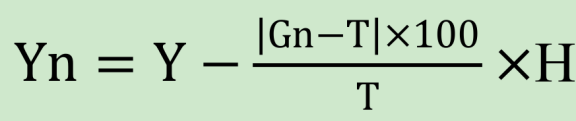 Yn = Y − |Gn−T|×100 / T ×H